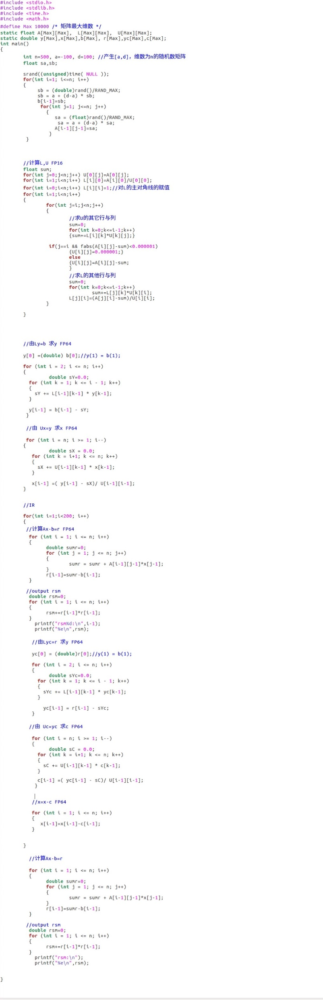 #include <stdio.h>
#include <stdlib.h>
#include <time.h>
#include <math.h>
#define Max 10000 /* 矩阵最大维数 */
static float A[Max][Max],  L[Max][Max],  U[Max][Max];
static double y[Max],x[Max],b[Max], r[Max],yc[Max],c[Max];
int main()
{
int n=500, a=-100, d=100; //产生[a,d]，维数为n的随机数矩阵
float sa,sb;
srand((unsigned)time( NULL ));
for(int i=1; i<=n; i++)
{
sb = (double)rand()/RAND_MAX;
sb = a + (d-a) * sb;
b[i-1]=sb;
for(int j=1; j<=n; j++)
{
sa = (float)rand()/RAND_MAX;
sa = a + (d-a) * sa;
A[i-1][j-1]=sa;
}
}
//计算L,U FP16
float sum;
for(int j=0;j<n;j++) U[0][j]=A[0][j];
for(int i=1;i<n;i++) L[i][0]=A[i][0]/U[0][0];
for(int i=0;i<n;i++) L[i][i]=1;//对L的主对角线的赋值
for(int i=1;i<n;i++)
{
for(int j=i;j<n;j++)
{
//求U的其它行与列
sum=0;
for(int k=0;k<=i-1;k++)
{sum+=L[i][k]*U[k][j];}
if(j==i && fabs(A[i][j]-sum)<0.000001)
{U[i][j]=0.000001;}
else
{U[i][j]=A[i][j]-sum;
}
//求L的其他行与列
sum=0;
for(int k=0;k<=i-1;k++)
sum+=L[j][k]*U[k][i];
L[j][i]=(A[j][i]-sum)/U[i][i];
}
}
//由Ly=b 求y FP64
y[0] =(double) b[0];//y(1) = b(1);
for (int i = 2; i <= n; i++)
{
double sY=0.0;
for (int k = 1; k <= i - 1; k++)
{
sY += L[i-1][k-1] * y[k-1];
}
y[i-1] = b[i-1] - sY;
}
//由 Ux=y 求x FP64
for (int i = n; i >= 1; i--)
{
double sX = 0.0;
for (int k = i+1; k <= n; k++)
{
sX += U[i-1][k-1] * x[k-1];
}
x[i-1] =( y[i-1] - sX)/ U[i-1][i-1];
}
//IR
for(int i=1;i<200; i++)
{
//计算Ax-b=r FP64
for (int i = 1; i <= n; i++)
{
double sumr=0;
for (int j = 1; j <= n; j++)
{
sumr = sumr + A[i-1][j-1]*x[j-1];
}
r[i-1]=sumr-b[i-1];
}
//output rsm
double rsm=0;
for (int i = 1; i <= n; i++)
{
rsm+=r[i-1]*r[i-1];
}
printf("rsm%d:\n",i-1);
printf("%e\n",rsm);
//由Lyc=r 求y FP64
yc[0] = (double)r[0];//y(1) = b(1);
for (int i = 2; i <= n; i++)
{
double sYc=0.0;
for (int k = 1; k <= i - 1; k++)
{
sYc += L[i-1][k-1] * yc[k-1];
}
yc[i-1] = r[i-1] - sYc;
}
//由 Uc=yc 求c FP64
for (int i = n; i >= 1; i--)
{
double sC = 0.0;
for (int k = i+1; k <= n; k++)
{
sC += U[i-1][k-1] * c[k-1];
}
c[i-1] =( yc[i-1] - sC)/ U[i-1][i-1];
}
//x=x-c FP64
for (int i = 1; i <= n; i++)
{
x[i-1]=x[i-1]-c[i-1];
}
}
//计算Ax-b=r
for (int i = 1; i <= n; i++)
{
double sumr=0;
for (int j = 1; j <= n; j++)
{
sumr = sumr + A[i-1][j-1]*x[j-1];
}
r[i-1]=sumr-b[i-1];
}
//output rsm
double rsm=0;
for (int i = 1; i <= n; i++)
{
rsm+=r[i-1]*r[i-1];
}
printf("rsm:\n");
printf("%e\n",rsm);
}